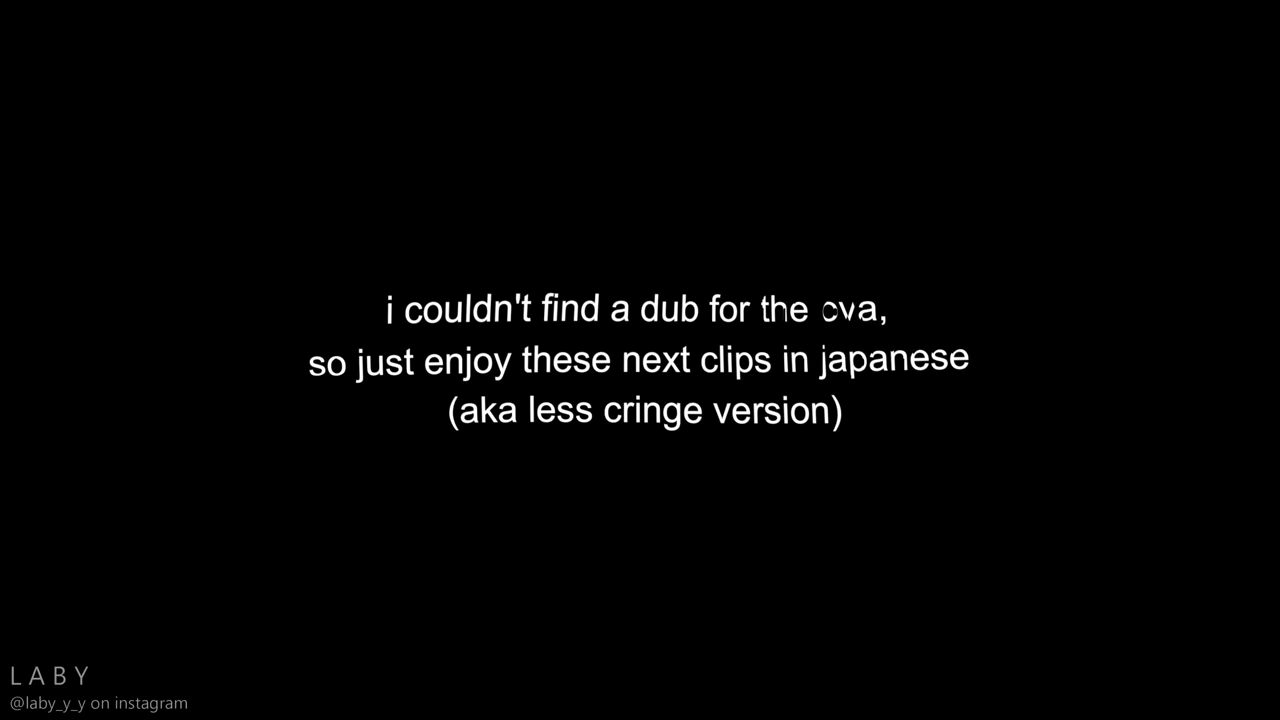 i couldn't find a dub for the ova,
so just enjoy these next clips in japanese
(aka less cringe version)
LABY
@laby_y_y on instagram